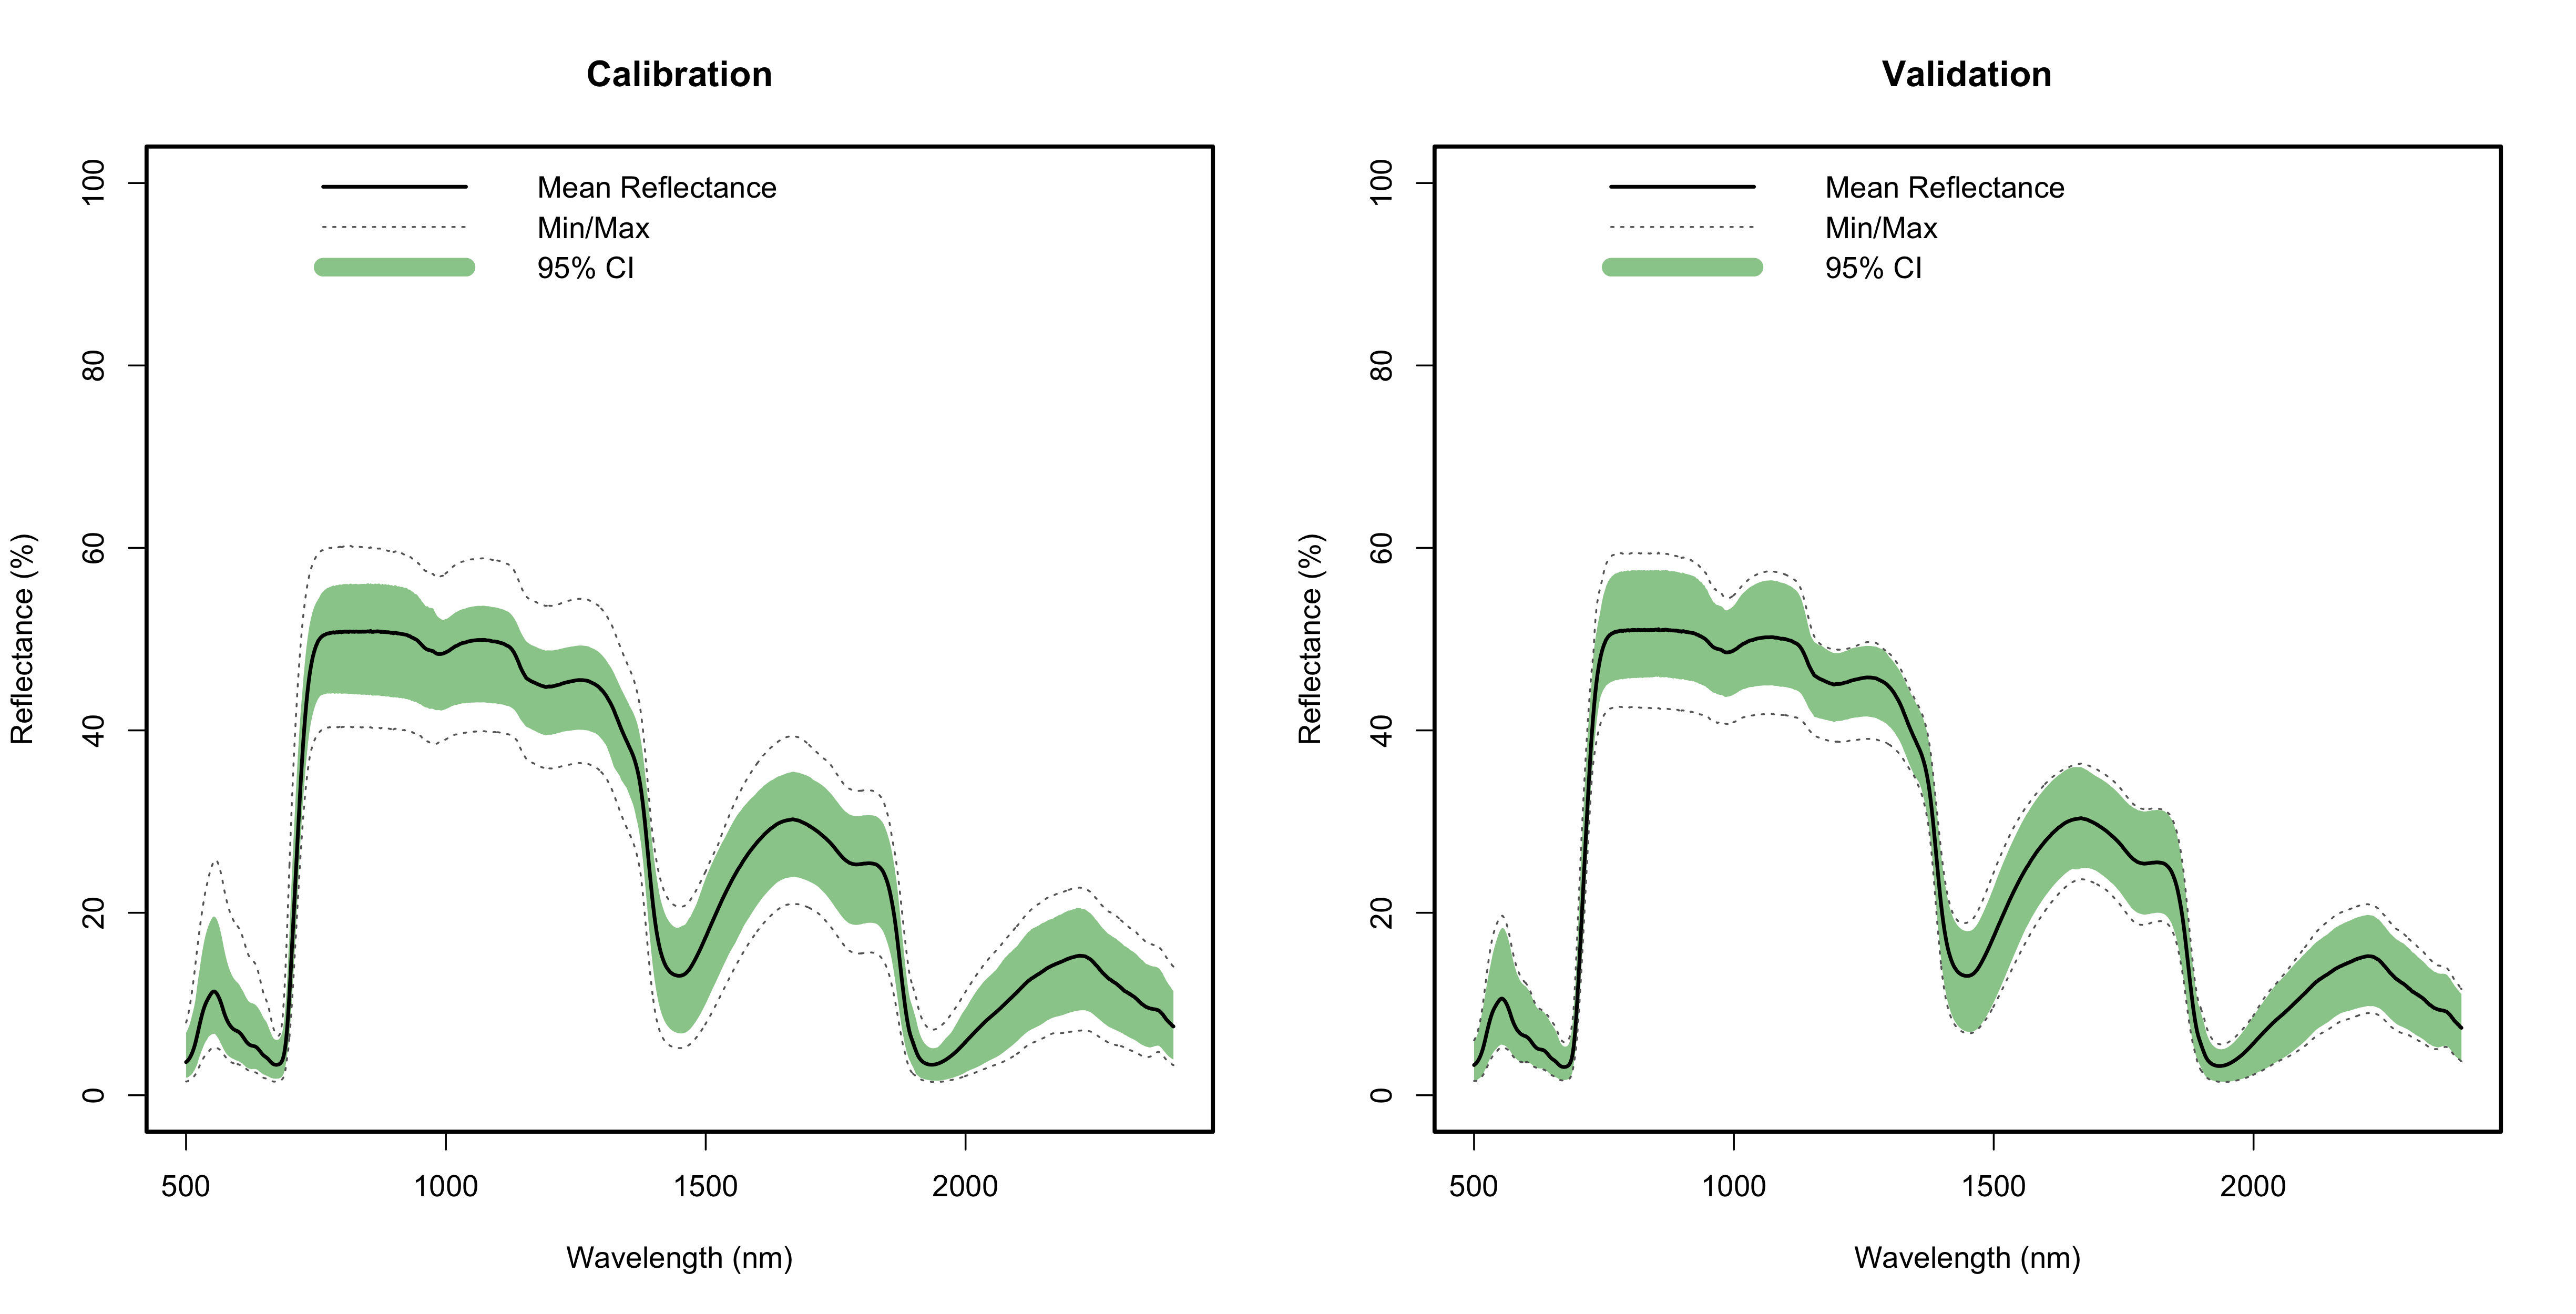 Calibration
Mean Reflectance
Min/Max
95% CI
Reflectance (%)
100
80
60
40
20
0
500 1000 1500 2000
Wavelength (nm)
Validation
Mean Reflectance
Min/Max
95% CI
Reflectance (%)
100
80
60
40
20
0
500 1000 1500 2000
Wavelength (nm)